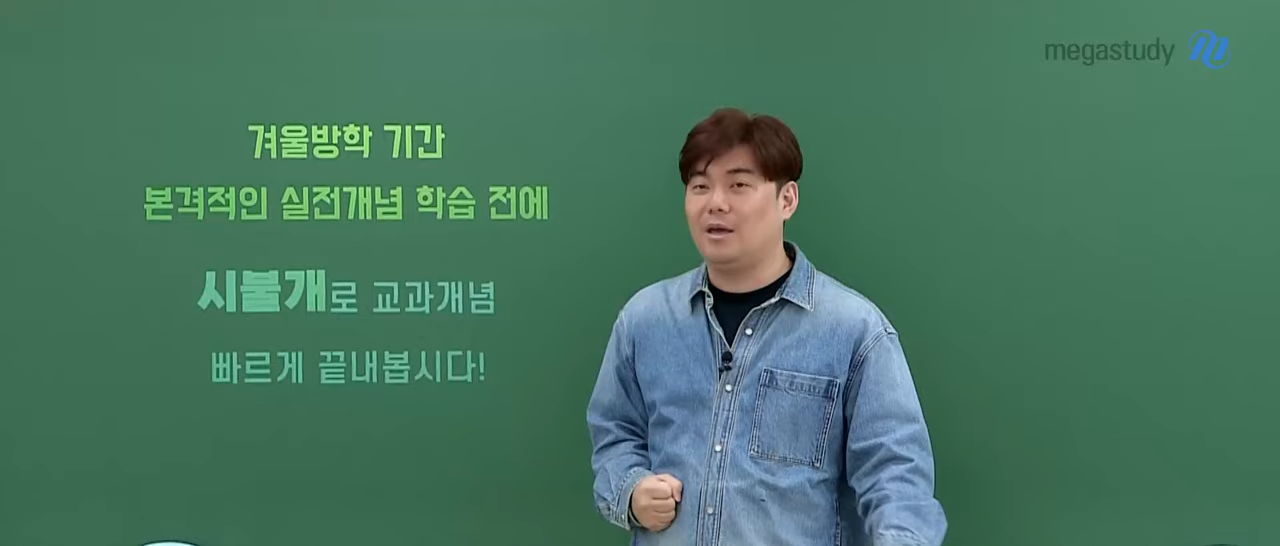 megastudy
겨울방학 기간
본격적인 실전개념 학습 전에
시불개로 교과개념
빠르게 끝내봅시다!